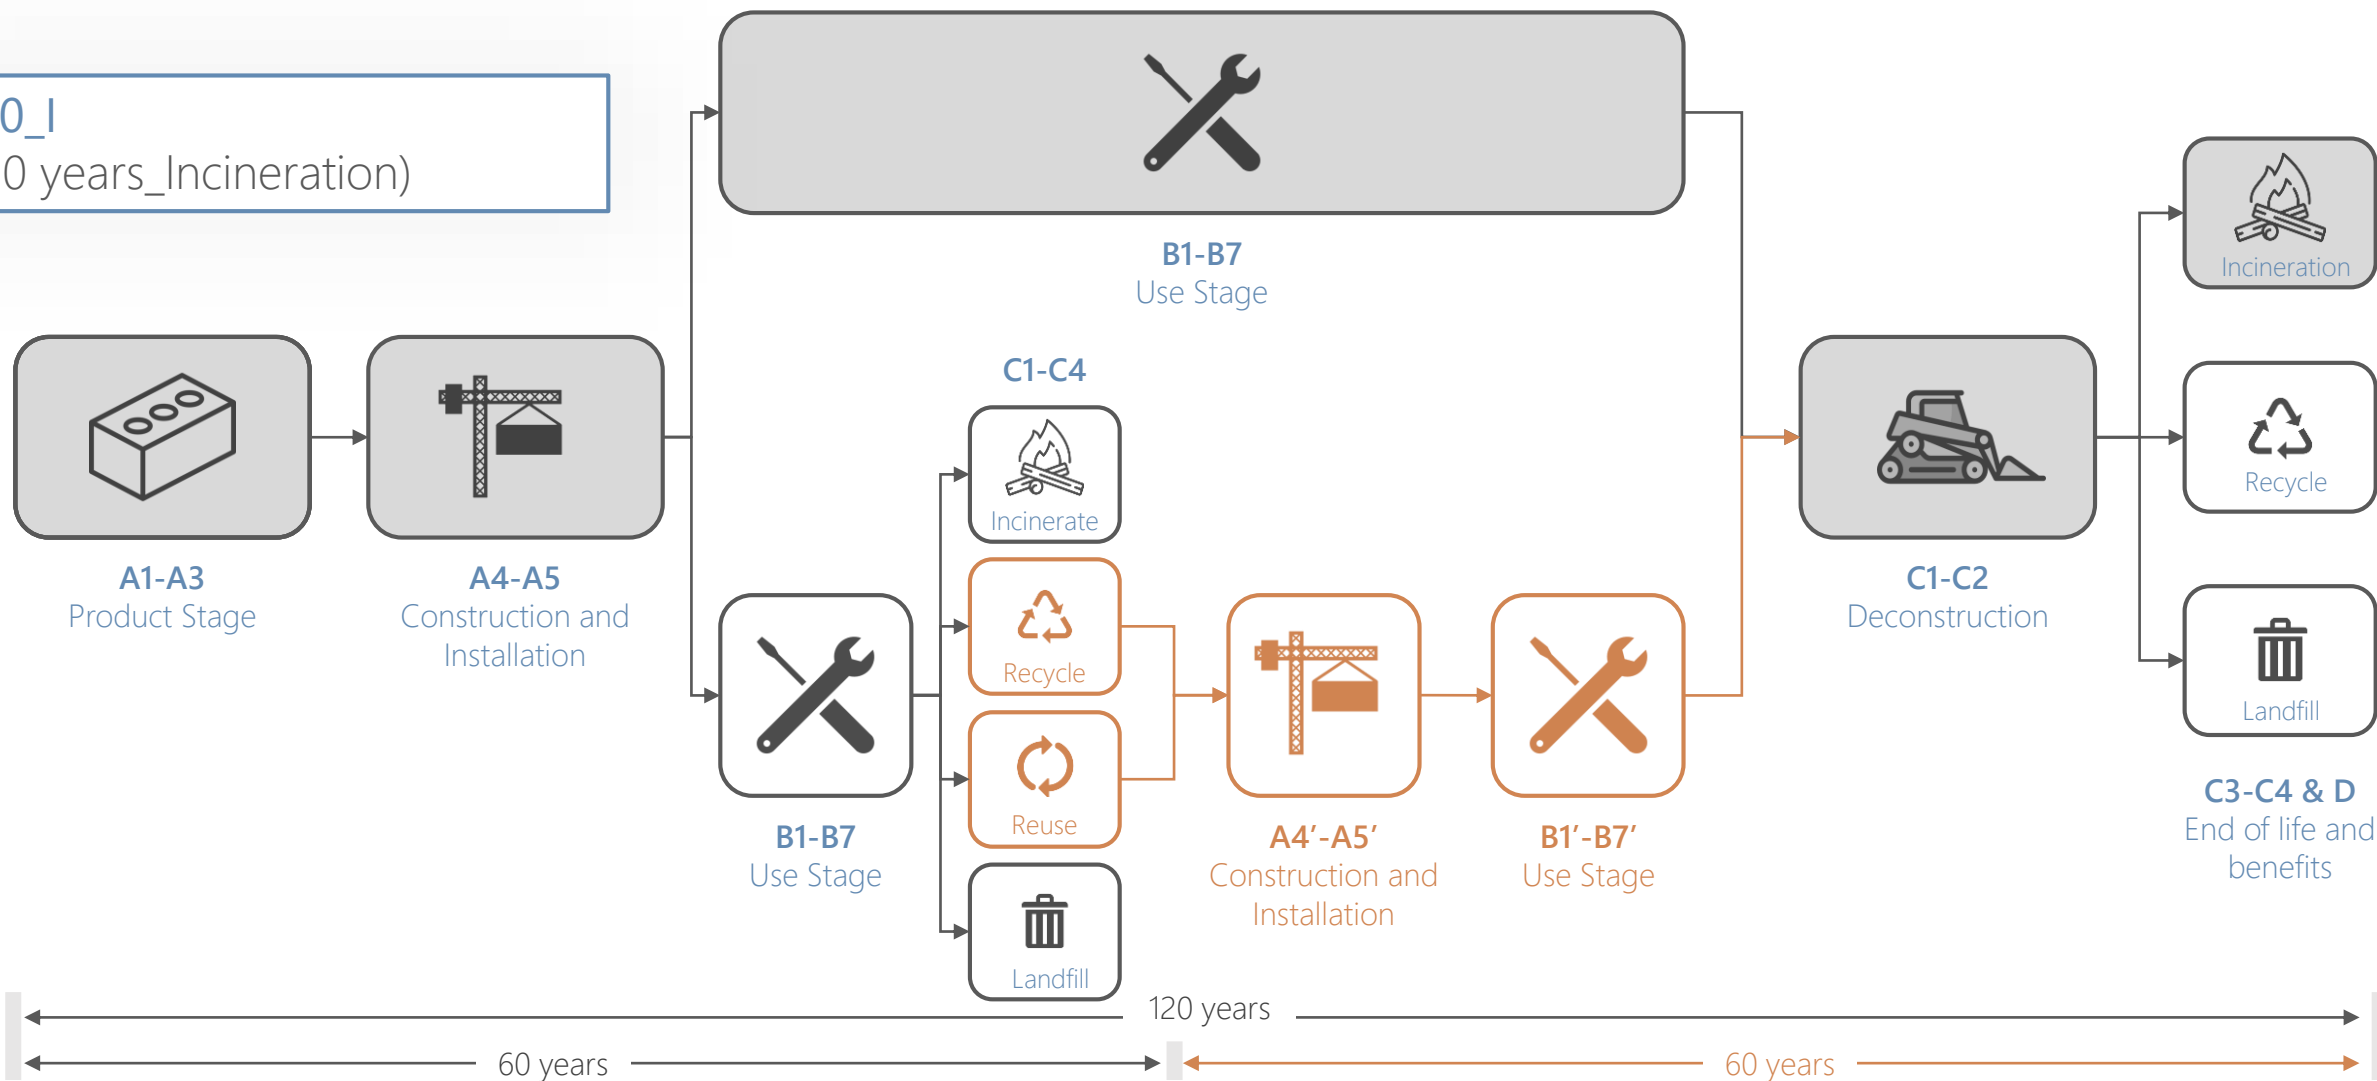 0_I
0 years_Incineration)
B1-B7
Use Stage
Incineration
A1-A3
Product Stage
A4-A5
Construction and
Installation
C1-C4
Incinerate
Recycle
Reuse
Landfill
B1-B7
Use Stage
A4’-A5’
Construction and
Installation
B1’-B7’
Use Stage
C1-C2
Deconstruction
Recycle
Landfill
C3-C4 & D
End of life and
benefits
120 years
60 years
60 years